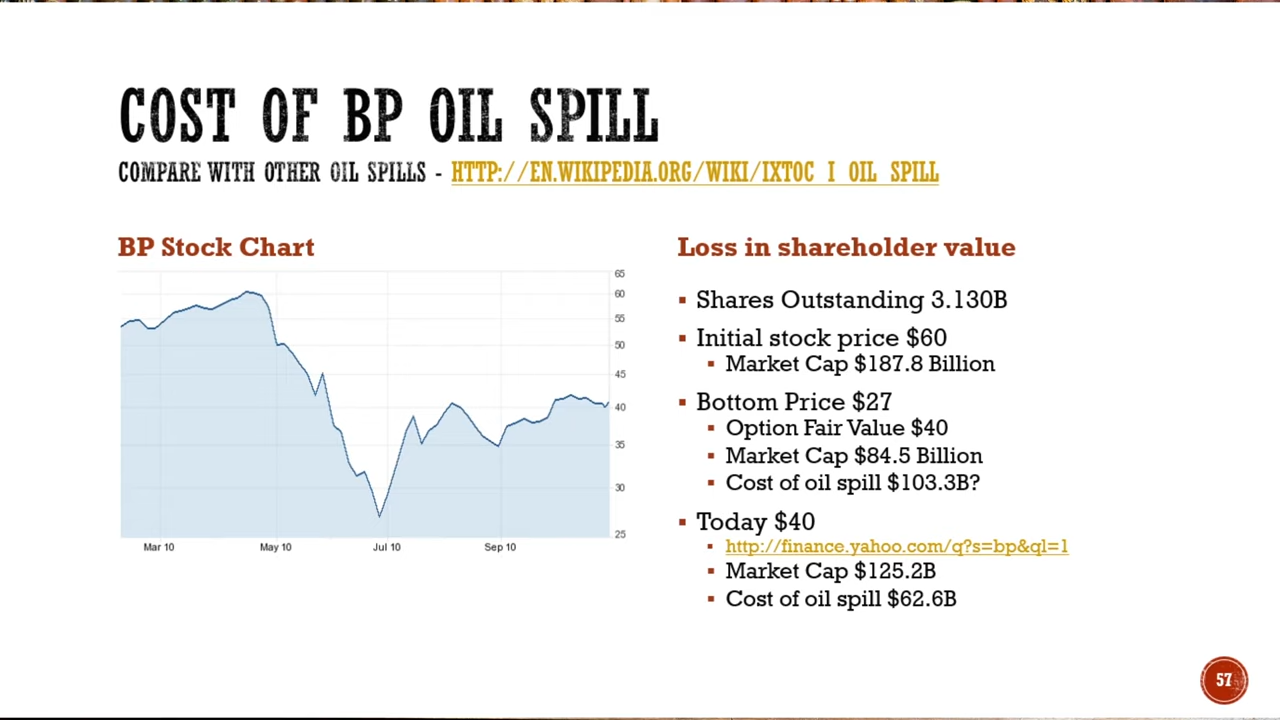 COST OF BP OIL SPILL
COMPARE WITH OTHER OIL SPILLS - HTTP://EN.WIKIPEDIA.ORG/WIKI/IXTOC_I_OIL_SPILL
BP Stock Chart
65
60
55
50
45
40
35
30
25
Mar 10 May 10 Jul 10 Sep 10
Loss in shareholder value
▪ Shares Outstanding 3.130B
▪ Initial stock price $60
▪ Market Cap $187.8 Billion
▪ Bottom Price $27
▪ Option Fair Value $40
▪ Market Cap $84.5 Billion
▪ Cost of oil spill $103.3B?
▪ Today $40
▪ http://finance.yahoo.com/q?s=bp&ql=1
▪ Market Cap $125.2B
▪ Cost of oil spill $62.6B
57